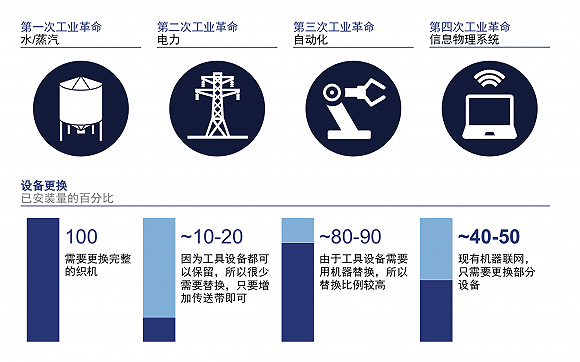 第一次工业革命
水/蒸汽
第二次工业革命
电力
第三次工业革命
自动化
第四次工业革命
信息物理系统
设备更换
已安装量的百分比
100
需要更换完整
的织机
~10-20
因为工具设备都可
以保留，所以很少
需要替换，只要增
加传送带即可
~80-90
由于工具设备需要
用机器替换，所以
替换比例较高
~40-50
现有机器联网，
只需要更换部分
设备